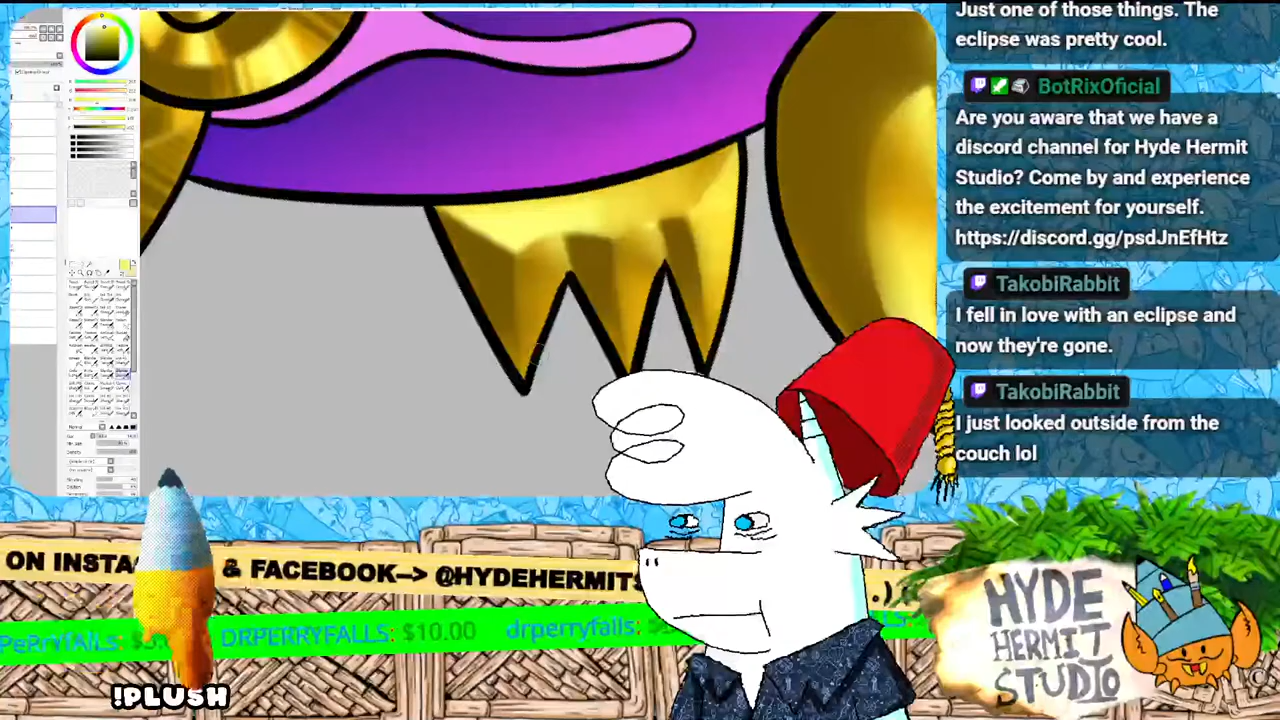 Just one of those things. The
eclipse was pretty cool.
BotRixOficial
Are you aware that we have a
discord channel for Hyde Hermit
Studio? Come by and experience
the excitement for yourself.
https://discord.gg/psdJnEfHtz
TakobiRabbit
I fell in love with an eclipse and
now they're gone.
TakobiRabbit
I just looked outside from the
couch lol
ON INSTA & FACEBOOK--> @HYDEHERMITS
DRPERRYFALLS: $10.00 drperryfalls:
!PLUSH
HYDE
HERMIT
STUDIO